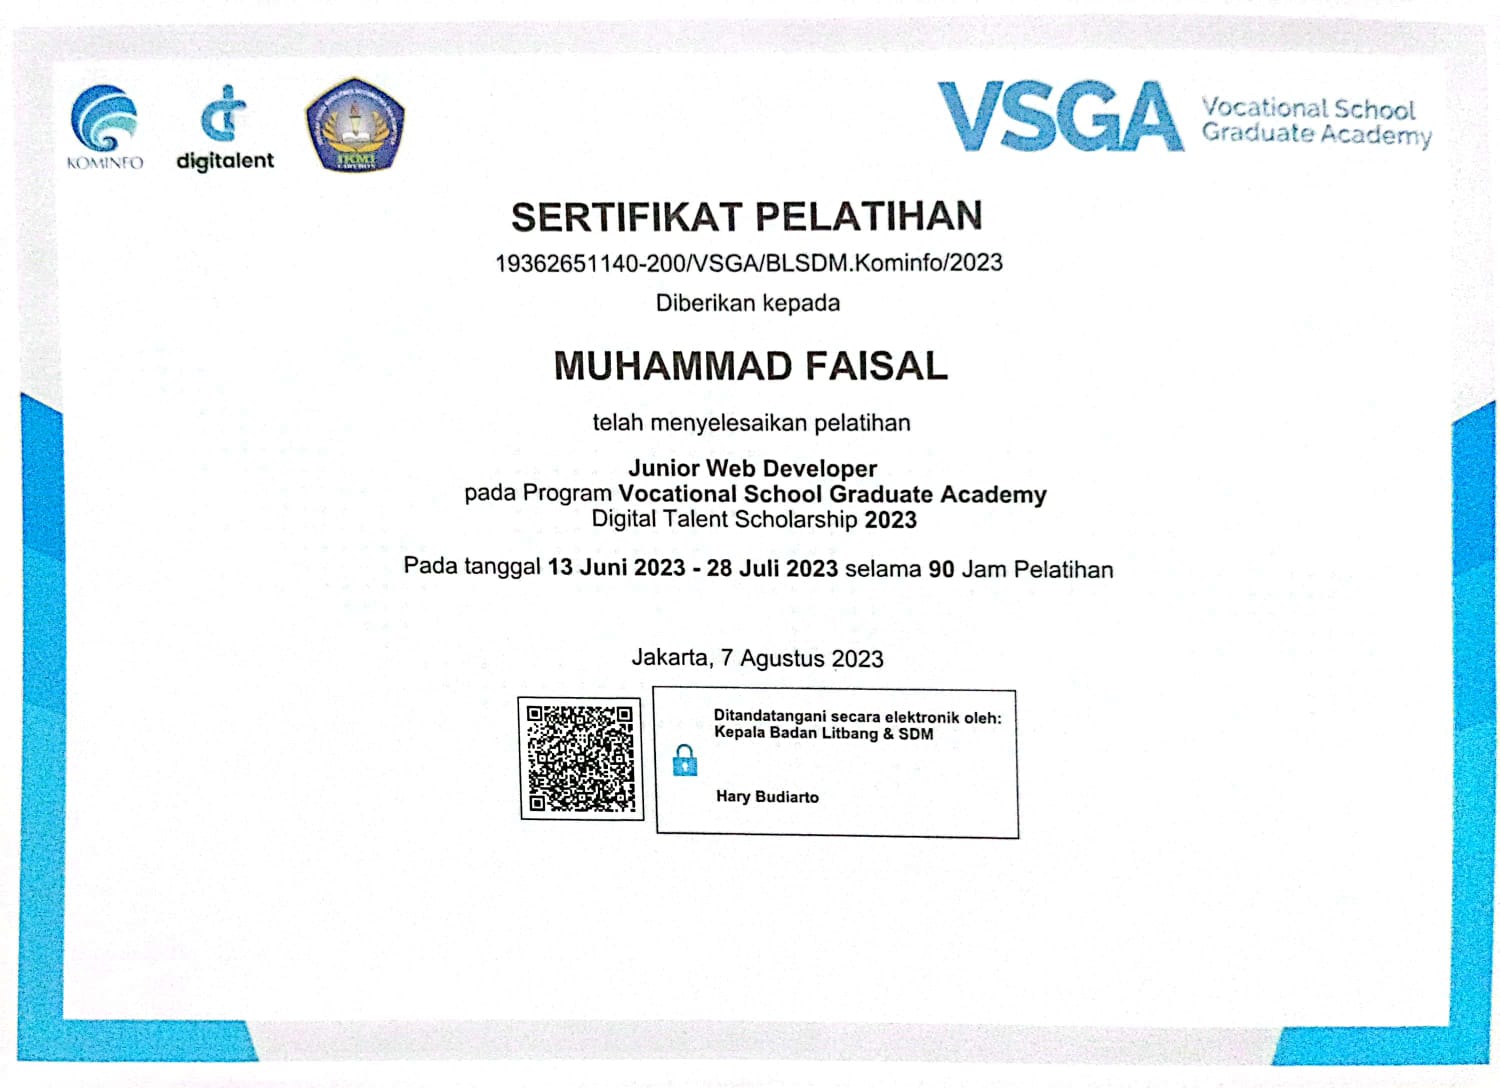 KOMINFO
digitalent
IKMI
VSGA
Vocational School
Graduate Academy
SERTIFIKAT PELATIHAN
19362651140-200/VSGA/BLSDM.Kominfo/2023
Diberikan kepada
MUHAMMAD FAISAL
telah menyelesaikan pelatihan
Junior Web Developer
pada Program Vocational School Graduate Academy
Digital Talent Scholarship 2023
Pada tanggal 13 Juni 2023 - 28 Juli 2023 selama 90 Jam Pelatihan
Jakarta, 7 Agustus 2023
Ditandatangani secara elektronik oleh:
Kepala Badan Litbang & SDM
Hary Budiarto